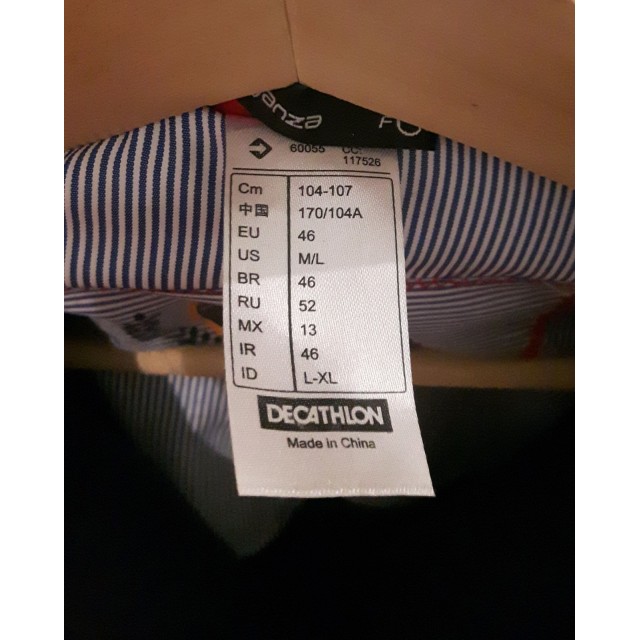 anza FO
60055 CC:
117526
Cm 104-107
中国 170/104A
EU 46
US M/L
BR 46
RU 52
MX 13
IR 46
ID L-XL
DECATHLON
Made in China